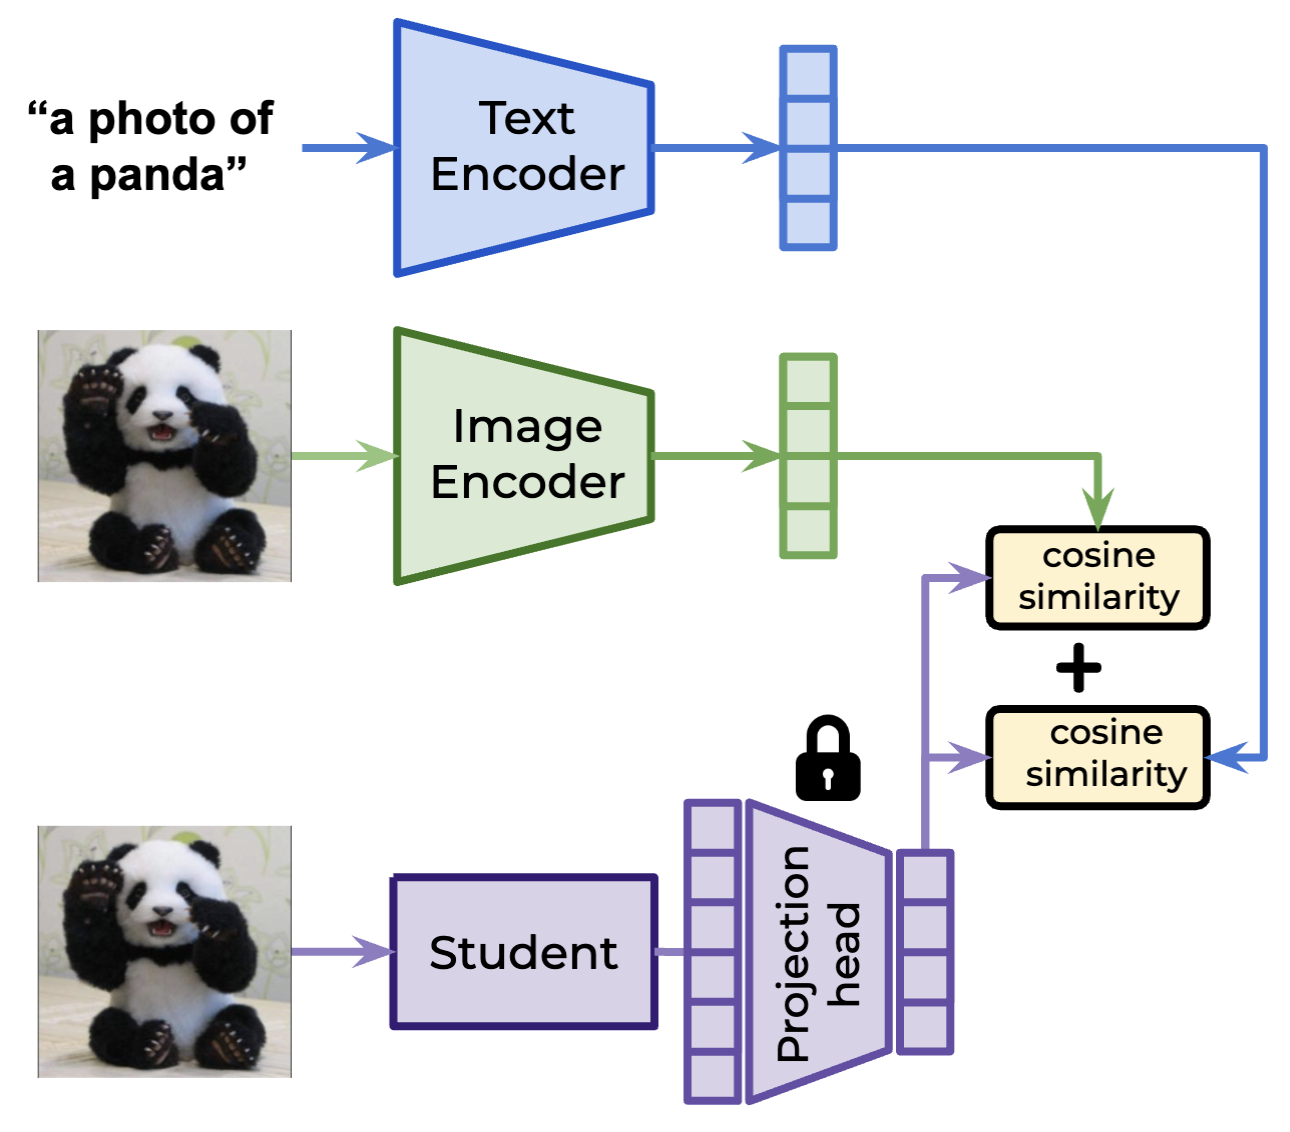 “a photo of
a panda”
Text
Encoder
Image
Encoder
cosine
similarity
+
cosine
similarity
Student
Projection
head